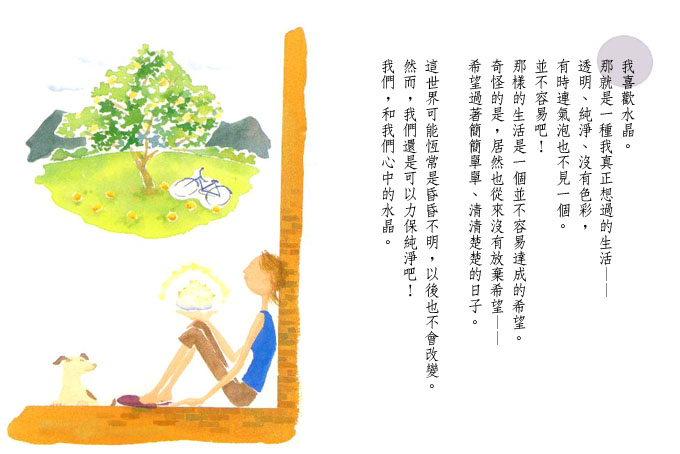 我喜歡水晶。
那就是一種我真正想過的生活——
透明、純淨、沒有色彩，
有時連氣泡也不見一個。
並不容易吧！
那樣的生活是一個並不容易達成的希望。
奇怪的是，居然也從來沒有放棄希望——
希望過著簡簡單單、清清楚楚的日子。
這世界可能恆常是昏昏不明，以後也不會改變。
然而，我們還是可以力保純淨吧！
我們，和我們心中的水晶。